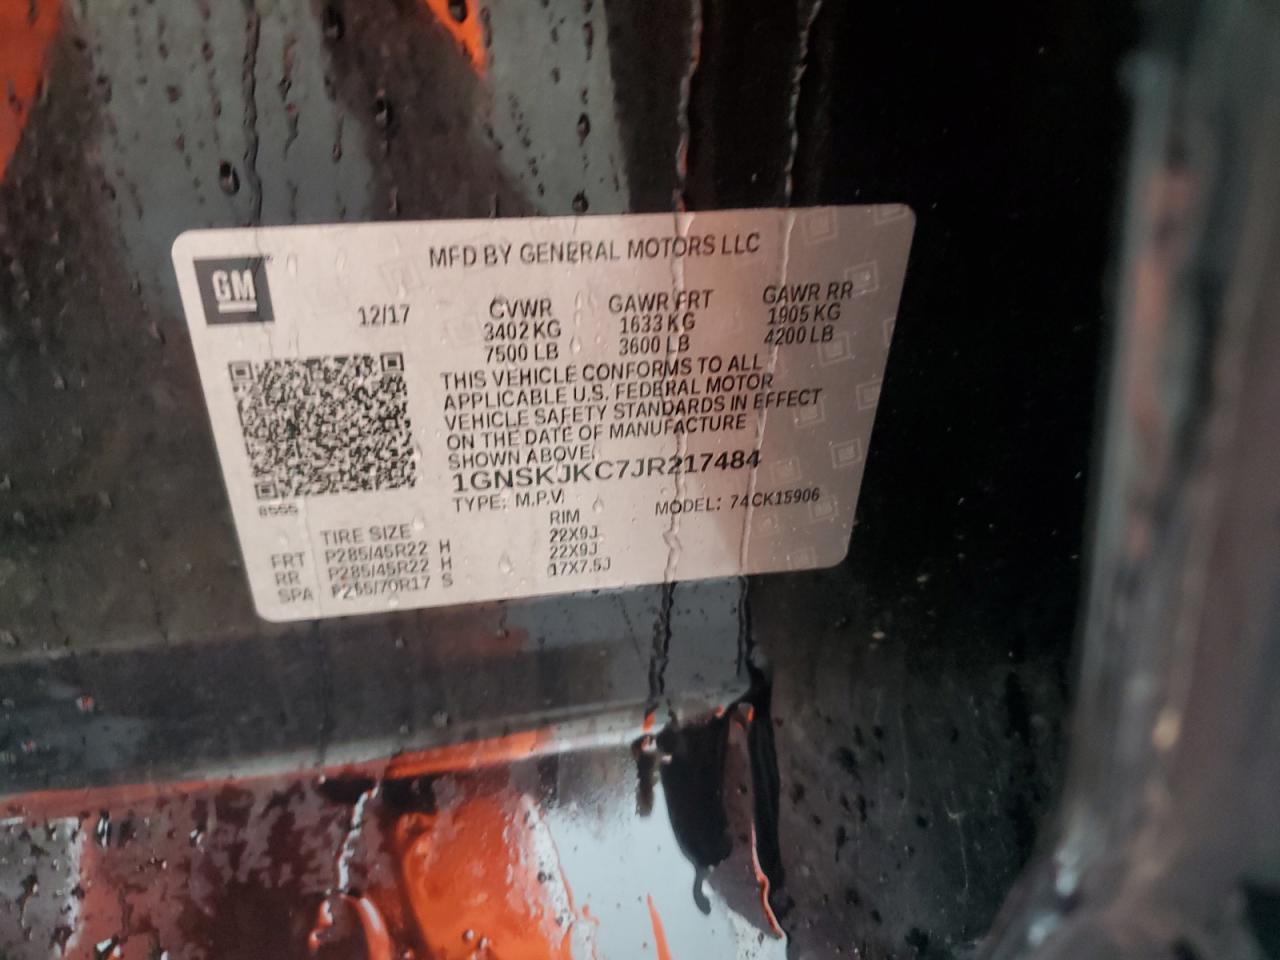 GM
MFD BY GENERAL MOTORS LLC
12/17
GVWR GAWR FRT GAWR RR
3402 KG 1633 KG 1905 KG
7500 LB 3600 LB 4200 LB
THIS VEHICLE CONFORMS TO ALL
APPLICABLE U.S. FEDERAL MOTOR
VEHICLE SAFETY STANDARDS IN EFFECT
ON THE DATE OF MANUFACTURE
SHOWN ABOVE.
1GNSKJKC7JR217484
TYPE: M.P.V. MODEL: 74CK15906
TIRE SIZE RIM
FRT P285/45R22 H 22X9J
RR P285/45R22 H 22X9J
SPA P265/70R17 S 17X7.5J